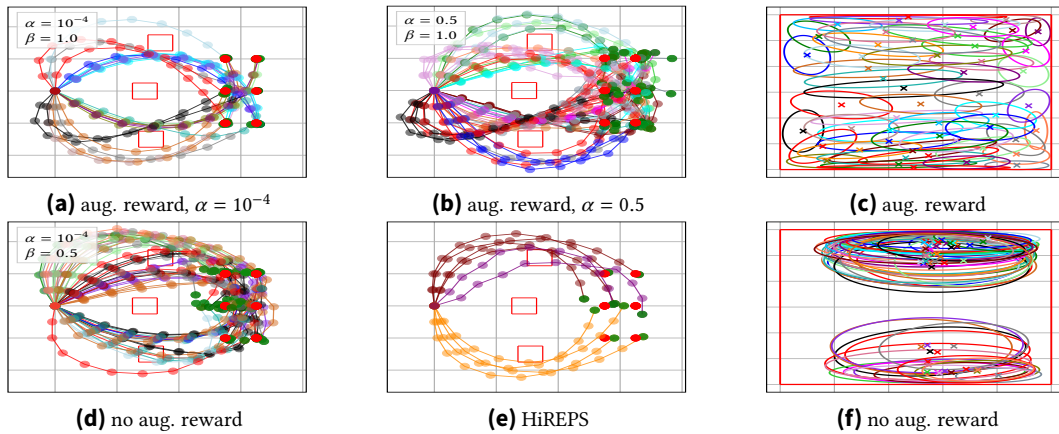 α = 10⁻⁴
β = 1.0
α = 0.5
β = 1.0
(a) aug. reward, α = 10⁻⁴
(b) aug. reward, α = 0.5
(c) aug. reward
α = 10⁻⁴
β = 0.5
(d) no aug. reward
(e) HiREPS
(f) no aug. reward